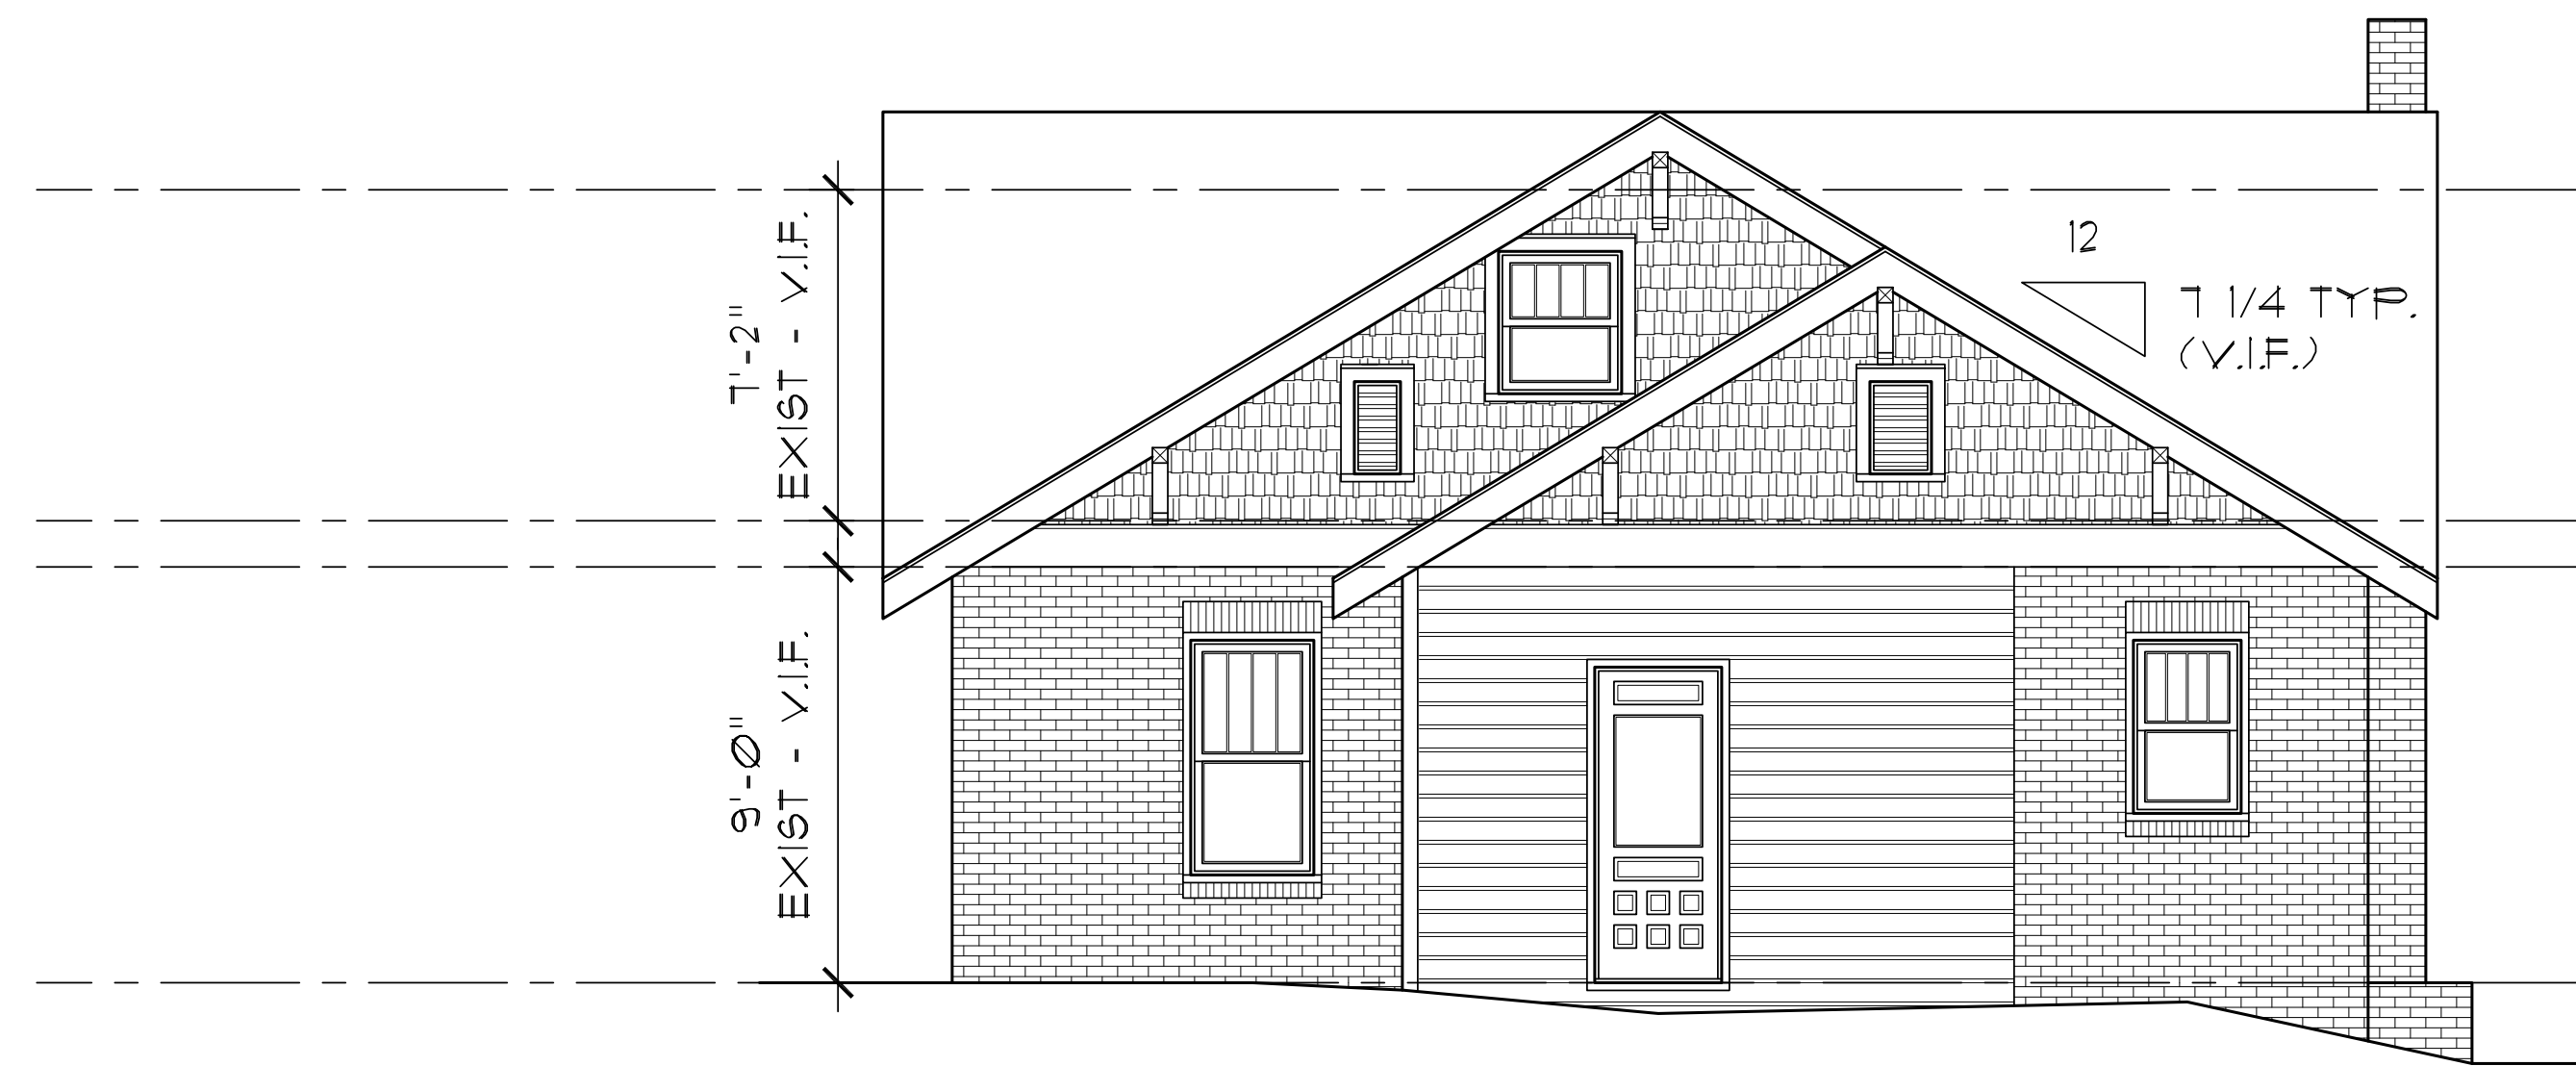 7'-2"
EXIST - V.I.F.
9'-0"
EXIST - V.I.F.
12
7 1/4 TYP.
(V.I.F.)